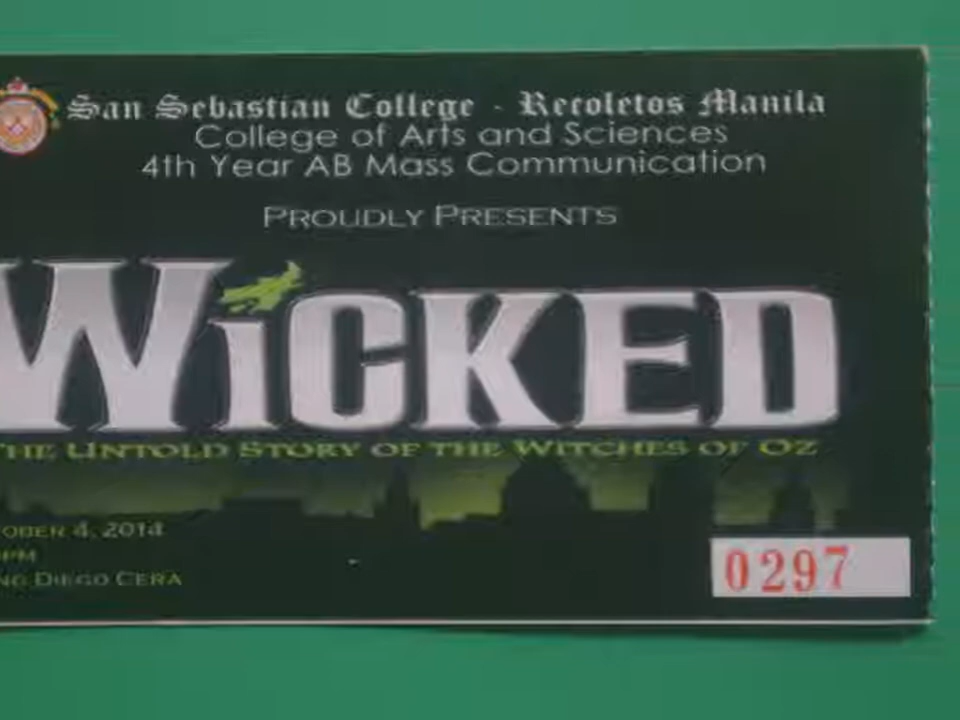 San Sebastian College - Recoletos Manila
College of Arts and Sciences
4th Year AB Mass Communication
PROUDLY PRESENTS
WiCKED
THE UNTOLD STORY OF THE WITCHES OF OZ
OBER 4, 2014
PM
NG DIEGO CERA
0297